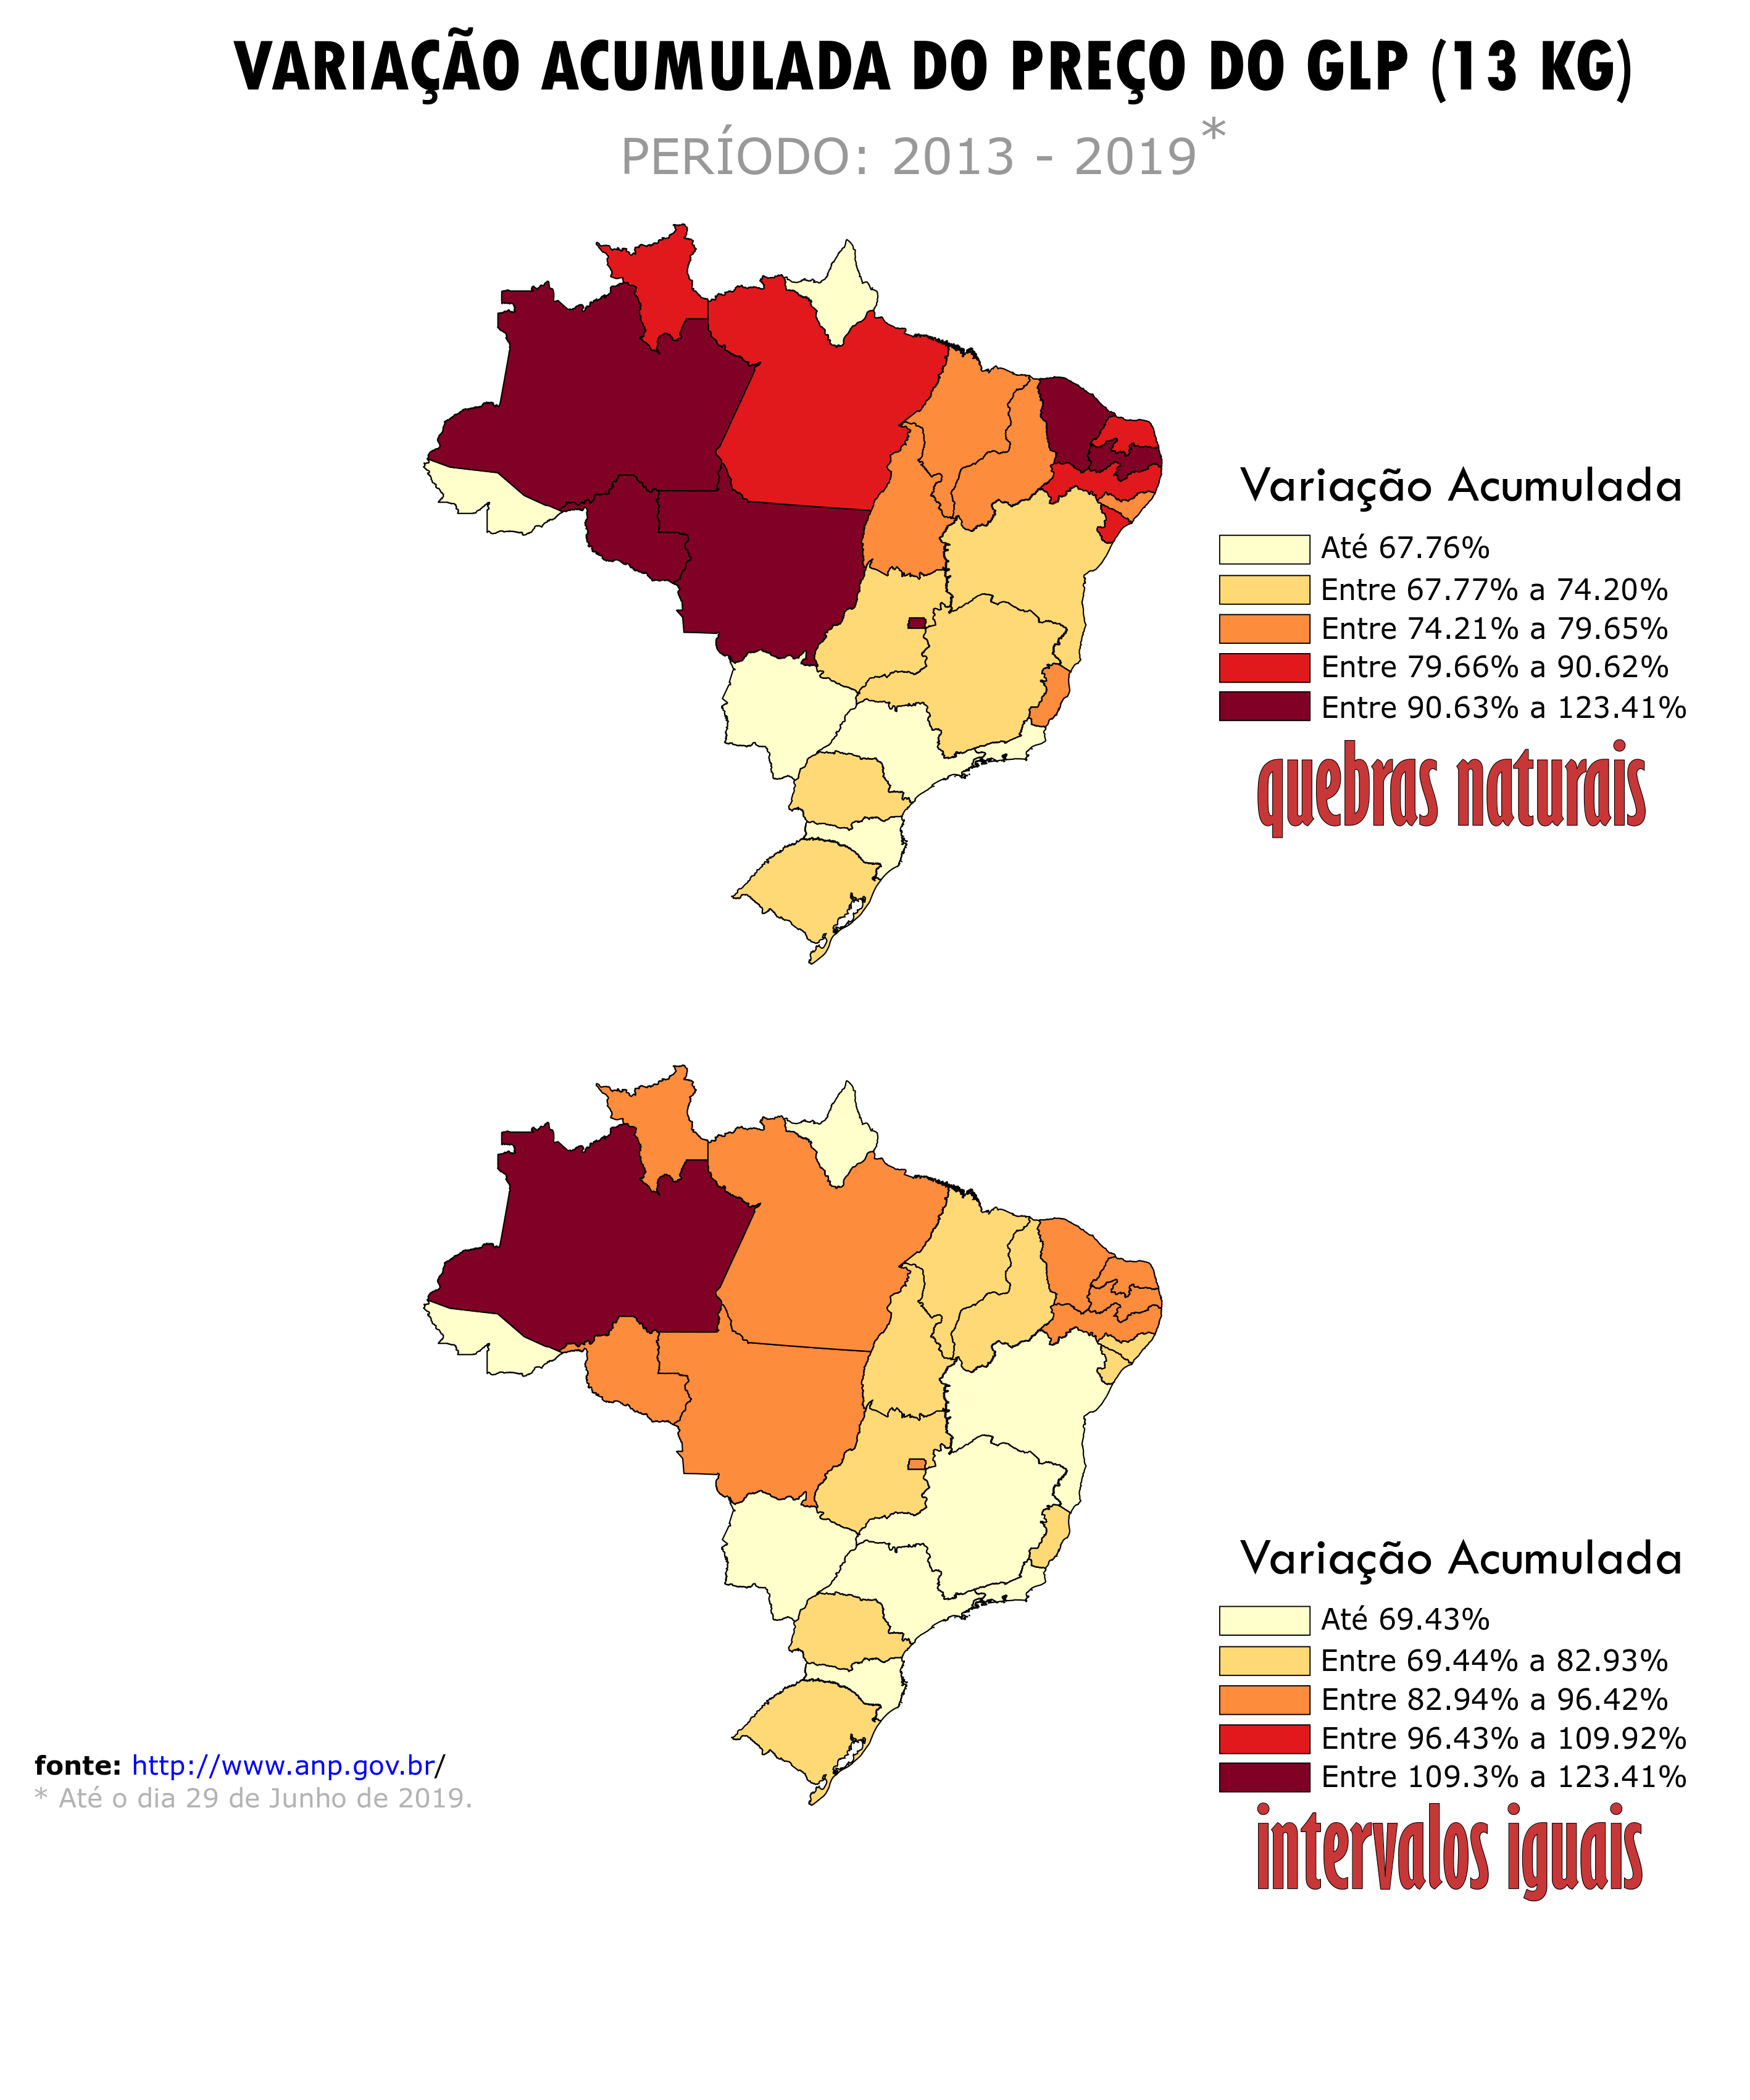 VARIAÇÃO ACUMULADA DO PREÇO DO GLP (13 KG)
PERÍODO: 2013 - 2019*
Variação Acumulada
Até 67.76%
Entre 67.77% a 74.20%
Entre 74.21% a 79.65%
Entre 79.66% a 90.62%
Entre 90.63% a 123.41%
quebras naturais
Variação Acumulada
Até 69.43%
Entre 69.44% a 82.93%
Entre 82.94% a 96.42%
Entre 96.43% a 109.92%
Entre 109.3% a 123.41%
intervalos iguais
fonte: http://www.anp.gov.br/
* Até o dia 29 de Junho de 2019.